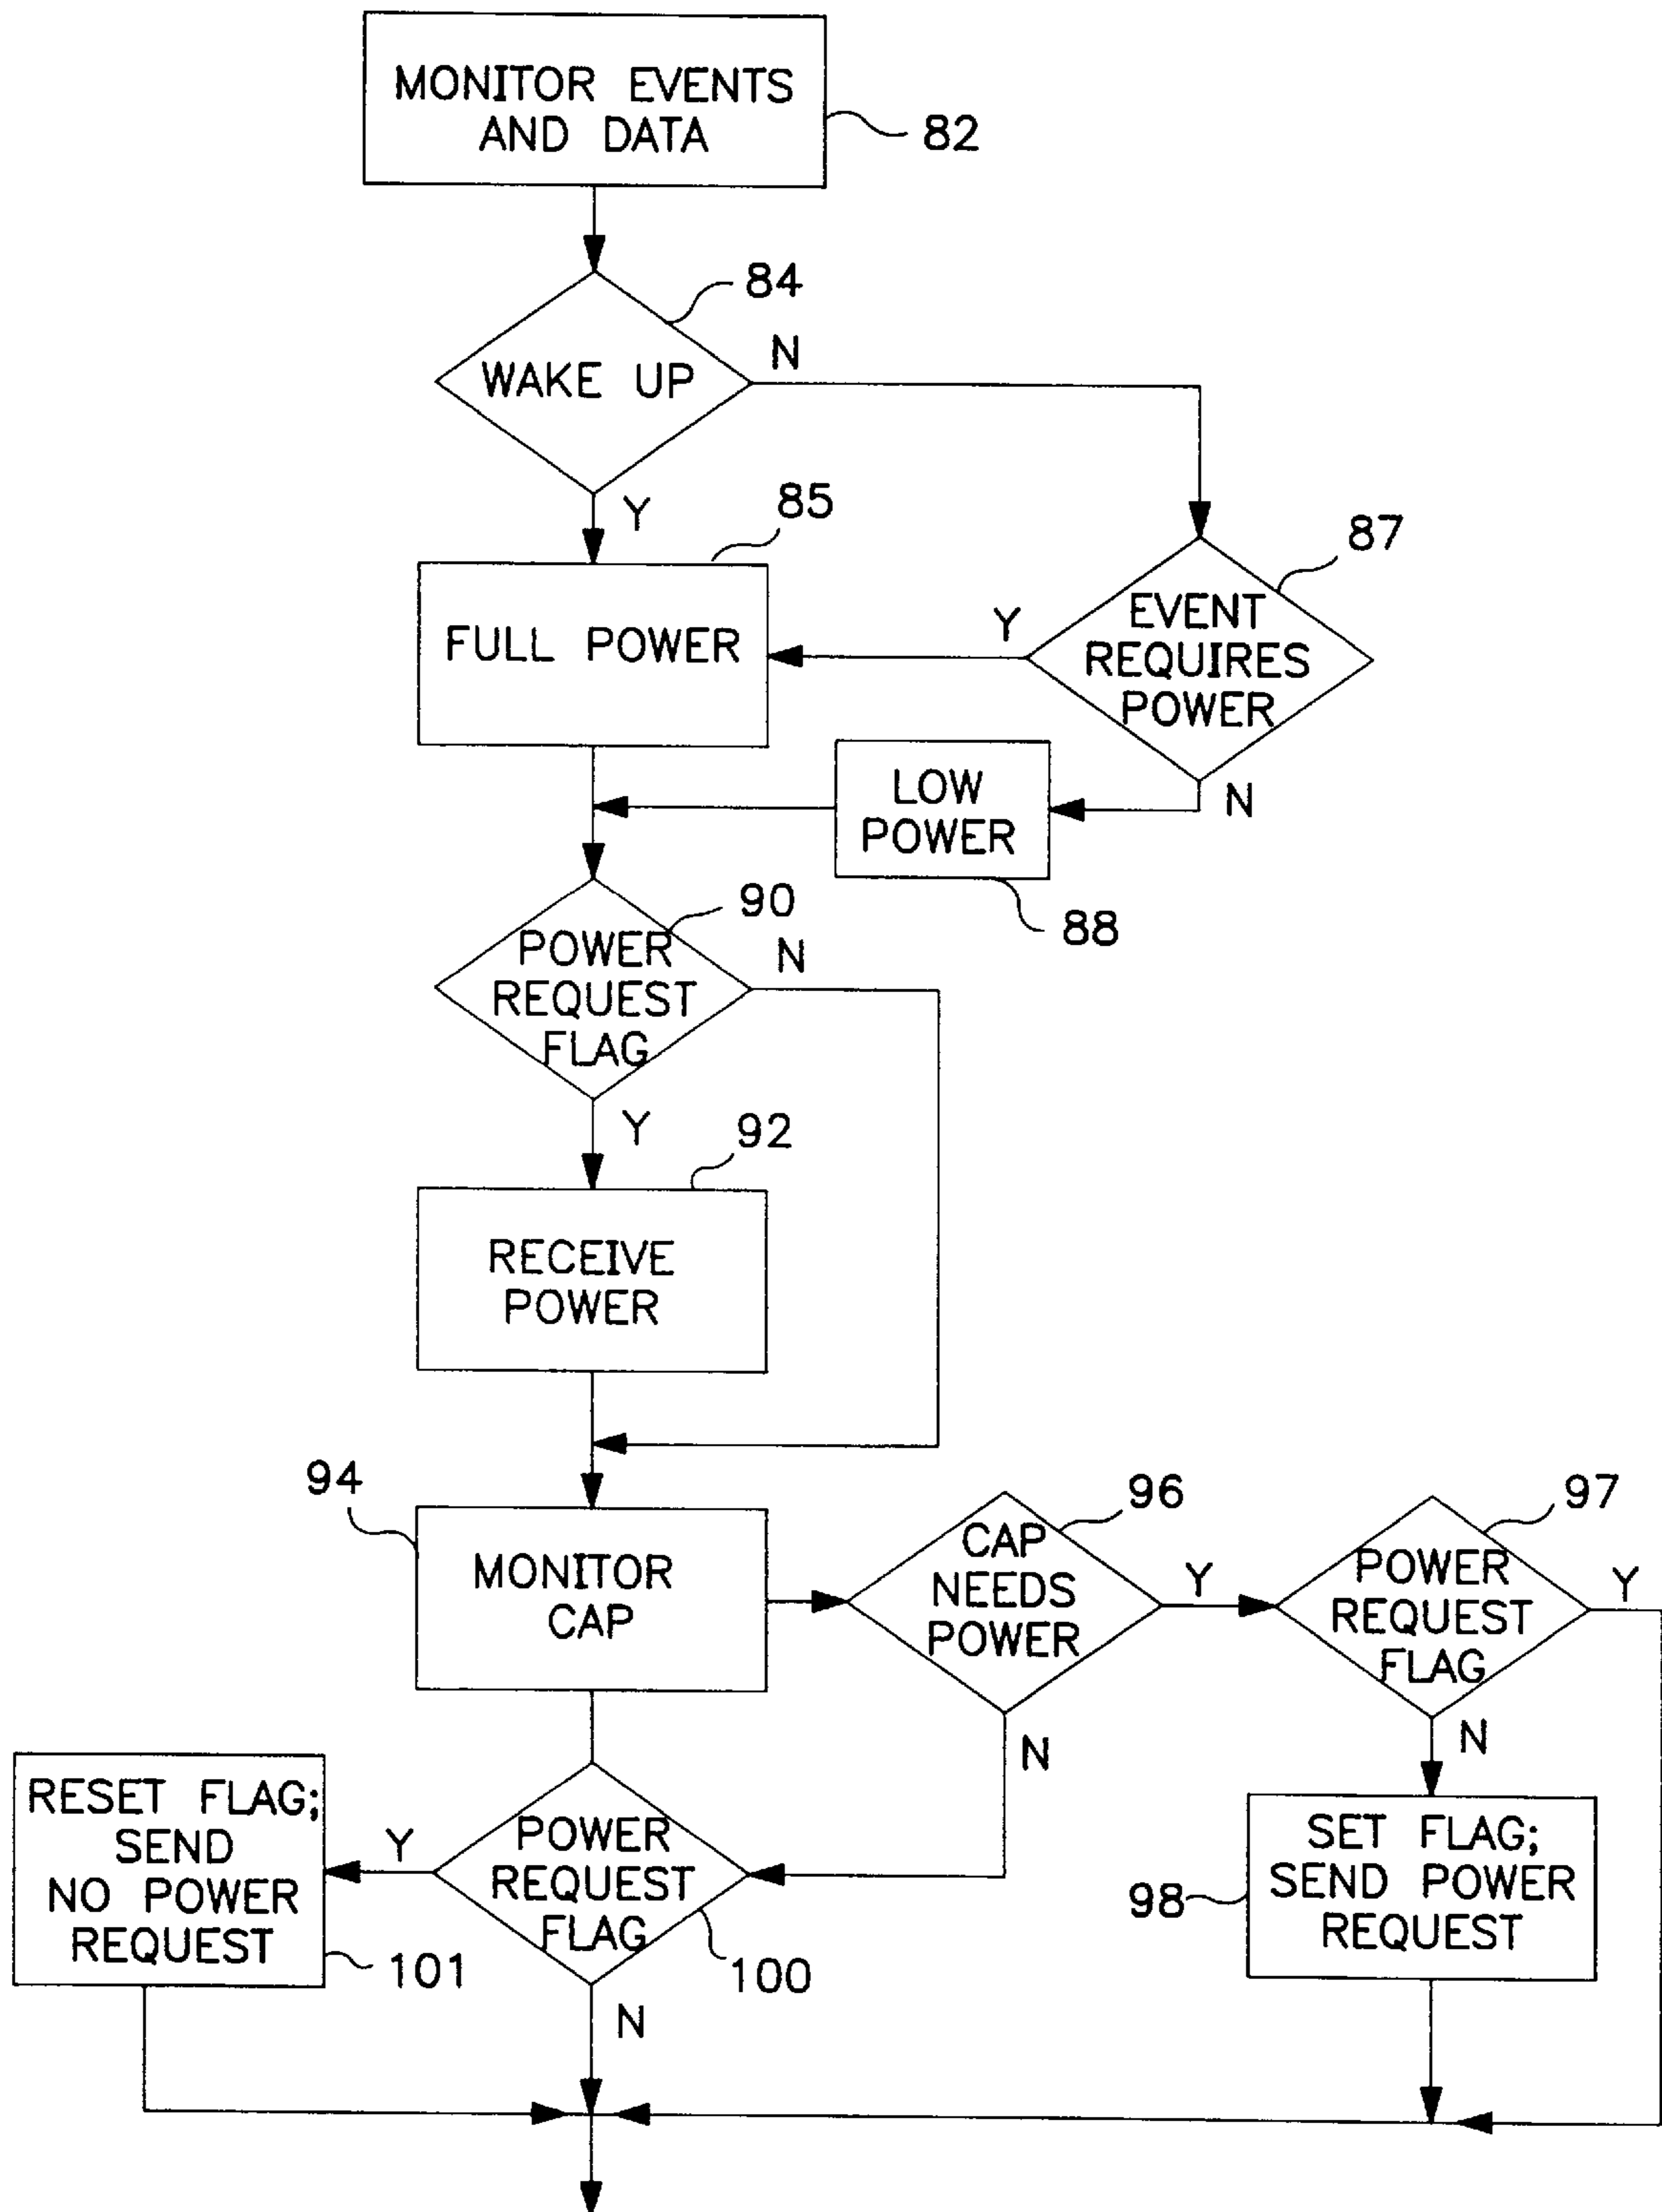 MONITOR EVENTS
AND DATA
82
84
WAKE UP
N
Y
85
87
FULL POWER
Y
EVENT
REQUIRES
POWER
N
LOW
POWER
88
90
POWER
REQUEST
FLAG
N
Y
92
RECEIVE
POWER
94
MONITOR
CAP
96
CAP
NEEDS
POWER
Y
N
97
POWER
REQUEST
FLAG
Y
N
RESET FLAG;
SEND
NO POWER
REQUEST
101
Y
POWER
REQUEST
FLAG
100
N
SET FLAG;
SEND POWER
REQUEST
98